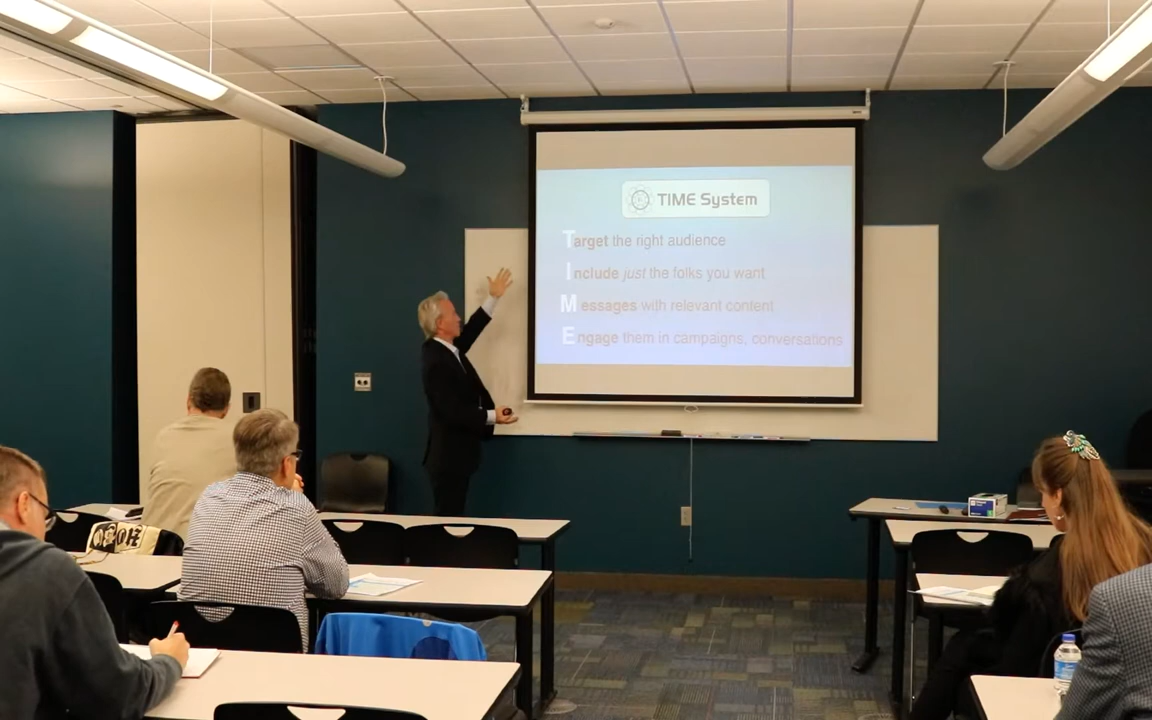 TIME System
Target the right audience
Include just the folks you want
Messages with relevant content
Engage them in campaigns, conversations